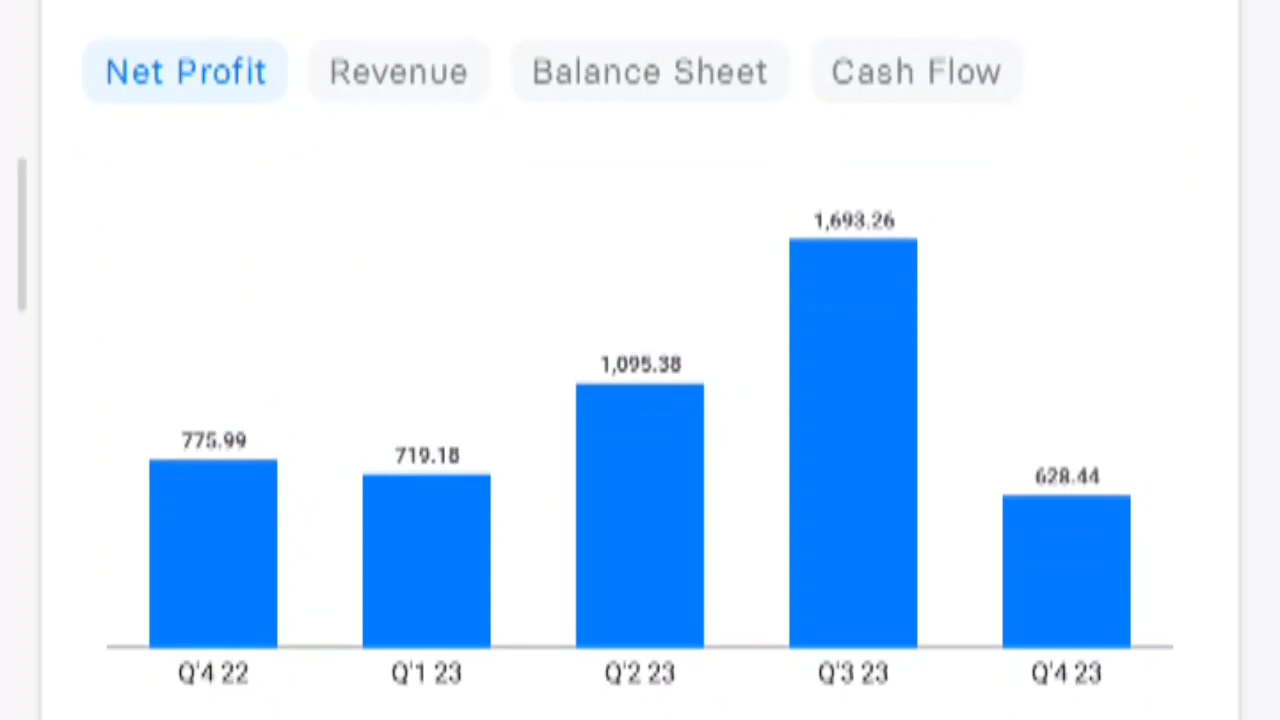 Net Profit Revenue Balance Sheet Cash Flow
1,693.26
1,095.38
775.99
719.18
628.44
Q'4 22 Q'1 23 Q'2 23 Q'3 23 Q'4 23